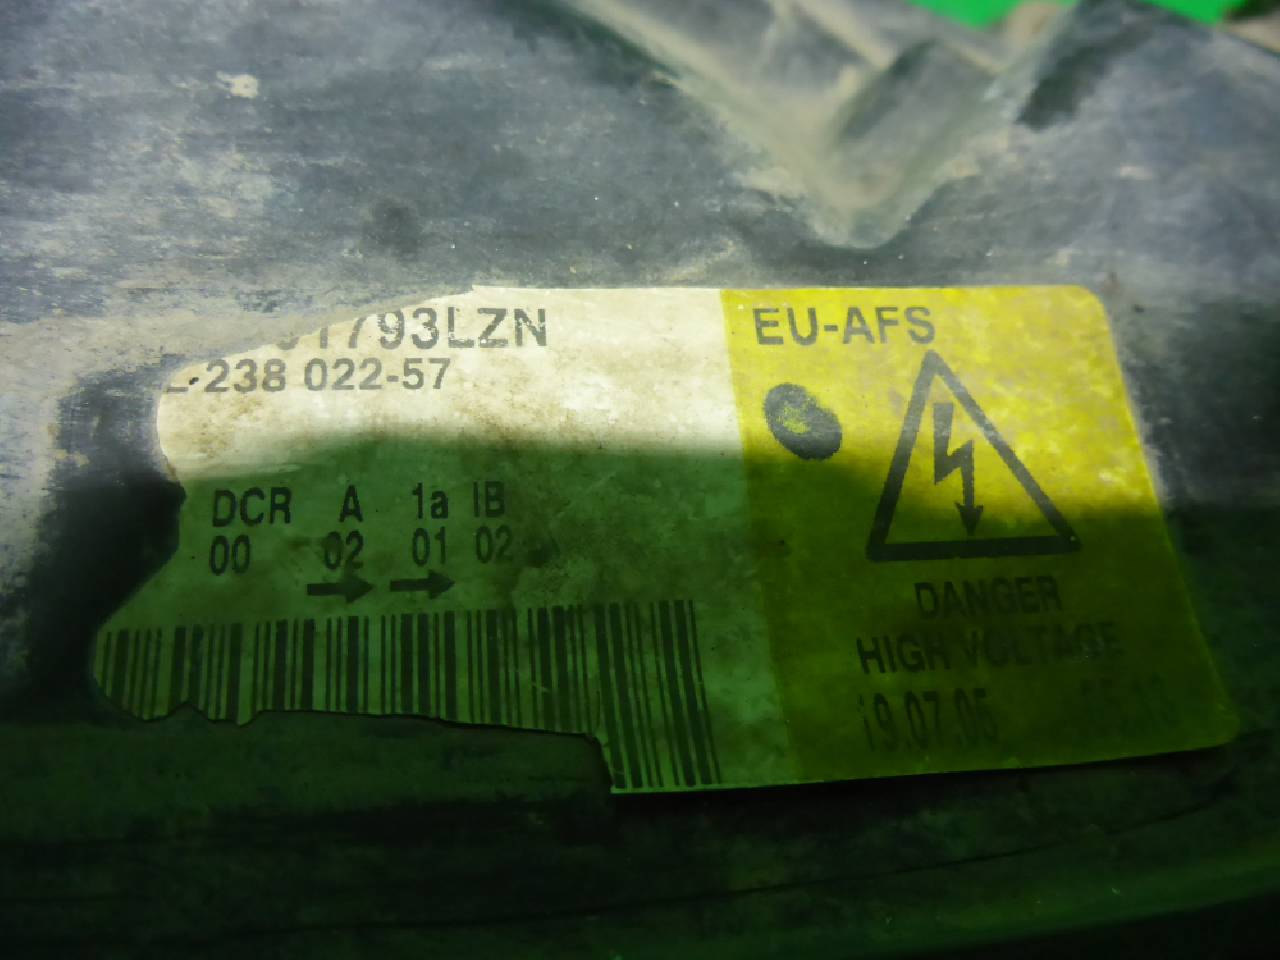 1793LZN
238 022-57
EU-AFS
DCR A 1a IB
00 02 01 02
DANGER
HIGH VOLTAGE
19.07.05